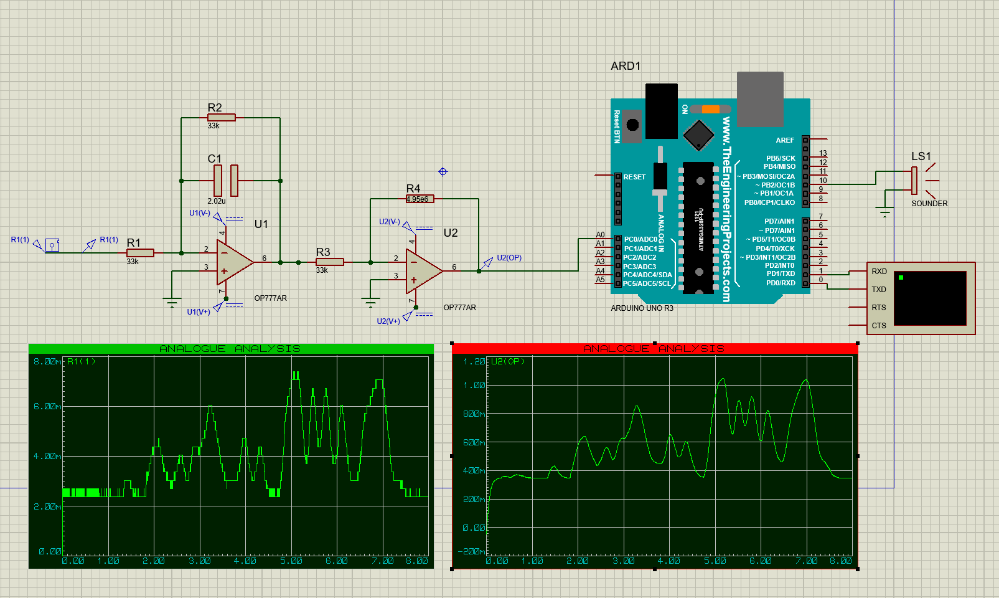 ARD1
R2
33k
C1
2.02u
U1(V-)
4
U1
R1(1)
R1(1)
R1
33k
2
3
6
7
U1(V+)
OP777AR
R3
33k
R4
4.95e6
U2(V-)
4
U2
2
3
6
7
U2(OP)
U2(V+)
OP777AR
Reset BTN
ON
www.TheEngineeringProjects.com
RESET
ANALOG IN
1121
ATMEGA328P-PU
A0
A1
A2
A3
A4
A5
PC0/ADC0
PC1/ADC1
PC2/ADC2
PC3/ADC3
PC4/ADC4/SDA
PC5/ADC5/SCL
AREF
PB5/SCK
PB4/MISO
~ PB3/MOSI/OC2A
~ PB2/OC1B
~ PB1/OC1A
PB0/ICP1/CLKO
PD7/AIN1
~ PD7/AIN1
~ PD5/T1/OC0B
PD4/T0/XCK
~ PD3/INT1/OC2B
PD2/INT0
PD1/TXD
PD0/RXD
13
12
11
10
9
8
7
6
5
4
3
2
1
0
ARDUINO UNO R3
LS1
SOUNDER
RXD
TXD
RTS
CTS
ANALOGUE ANALYSIS
R1(1)
8.00m
6.00m
4.00m
2.00m
0.00
0.00 1.00 2.00 3.00 4.00 5.00 6.00 7.00 8.00
ANALOGUE ANALYSIS
U2(OP)
1.20
1.00
800m
600m
400m
200m
0.00
-200m
0.00 1.00 2.00 3.00 4.00 5.00 6.00 7.00 8.00